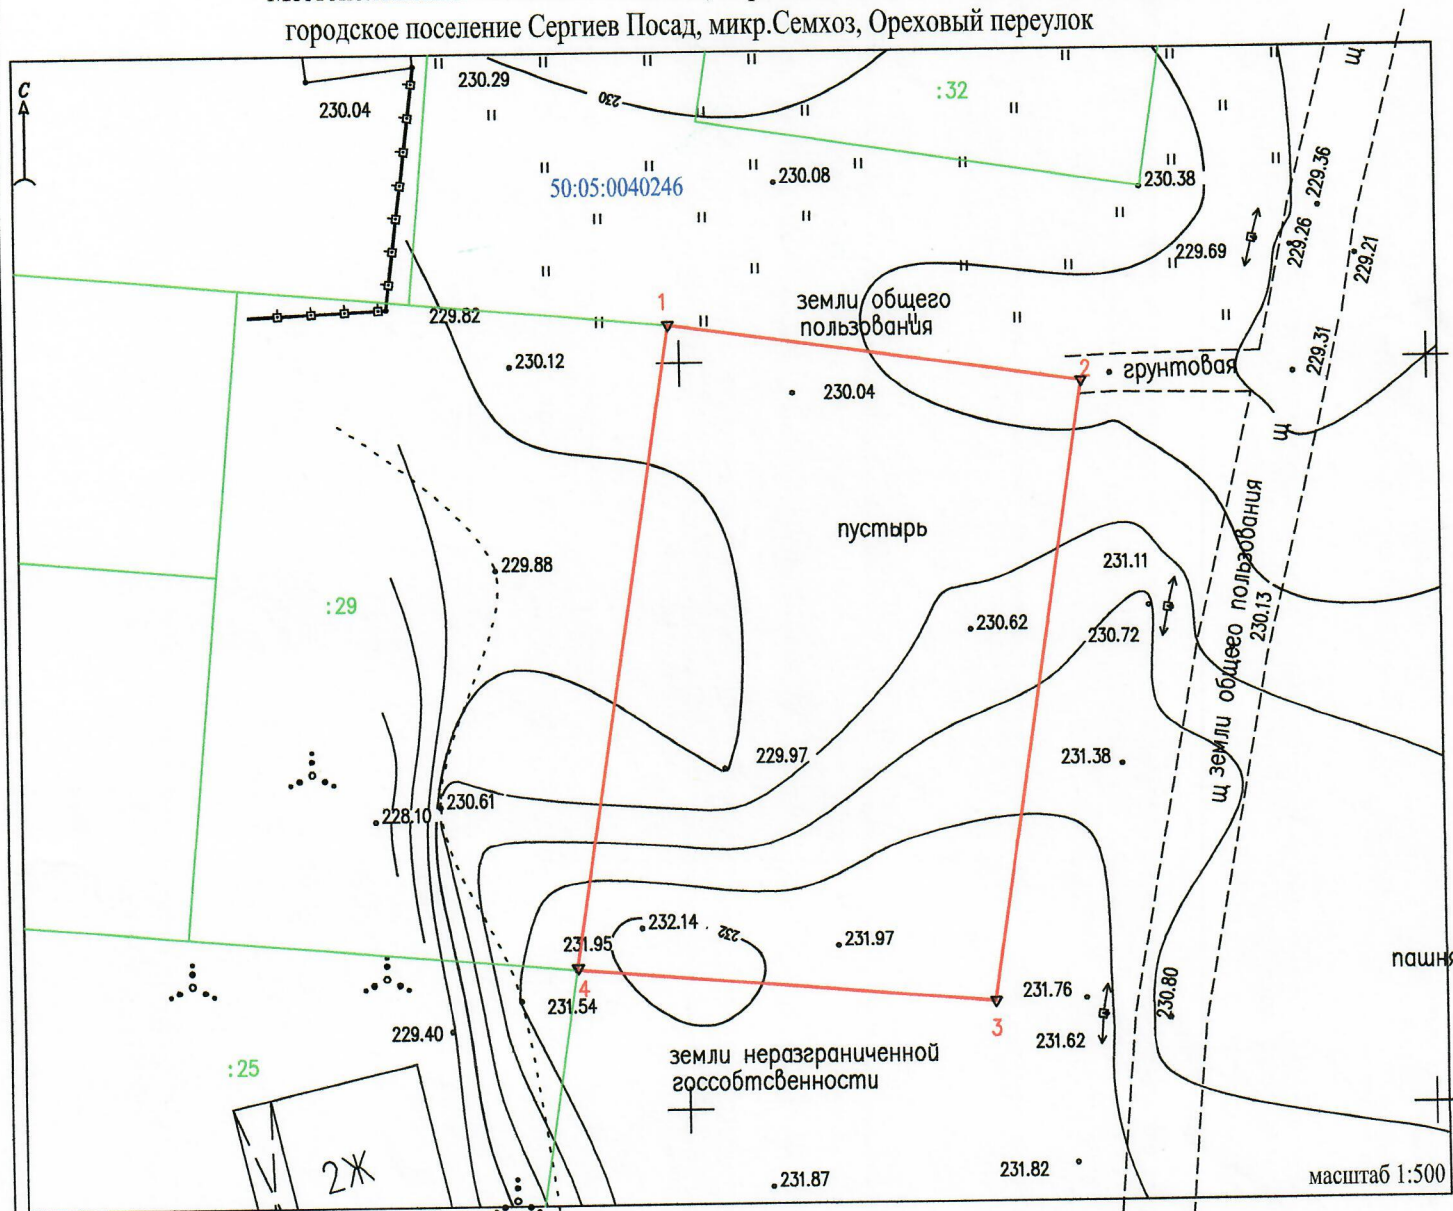 городское поселение Сергиев Посад, микр.Семхоз, Ореховый переулок
С
230.29
230
230.04
:32
Щ
50:05:0040246
230.08
230.38
229.36
229.69
229.26
229.21
229.82
1
земли общего
пользования
230.12
230.04
2
грунтовая
229.31
Щ
пустырь
229.88
231.11
:29
230.62
230.72
230.13
щ земли общего пользования
229.97
231.38
230.61
228.10
232.14
232
231.95
231.97
пашня
4
231.54
231.76
3
230.80
229.40
231.62
:25
земли неразграниченной
госсобтсвенности
2Ж
231.87
231.82
масштаб 1:500